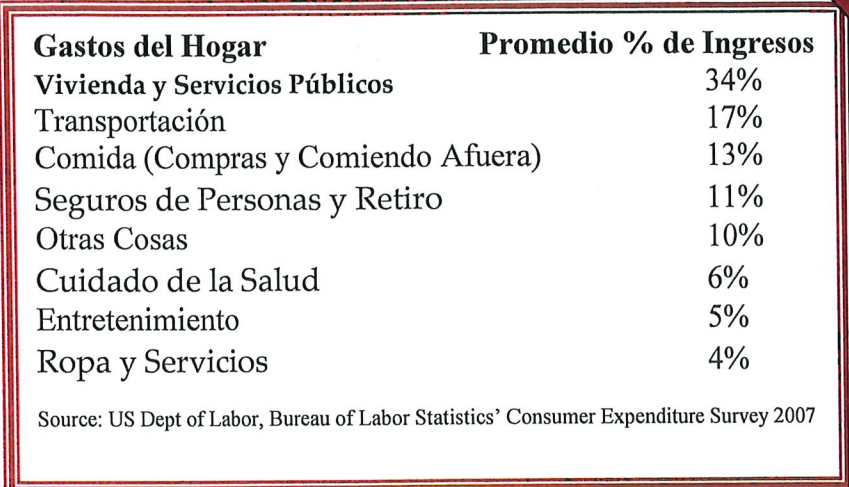 Gastos del Hogar Promedio % de Ingresos
Vivienda y Servicios Públicos 34%
Transportación 17%
Comida (Compras y Comiendo Afuera) 13%
Seguros de Personas y Retiro 11%
Otras Cosas 10%
Cuidado de la Salud 6%
Entretenimiento 5%
Ropa y Servicios 4%
Source: US Dept of Labor, Bureau of Labor Statistics’ Consumer Expenditure Survey 2007